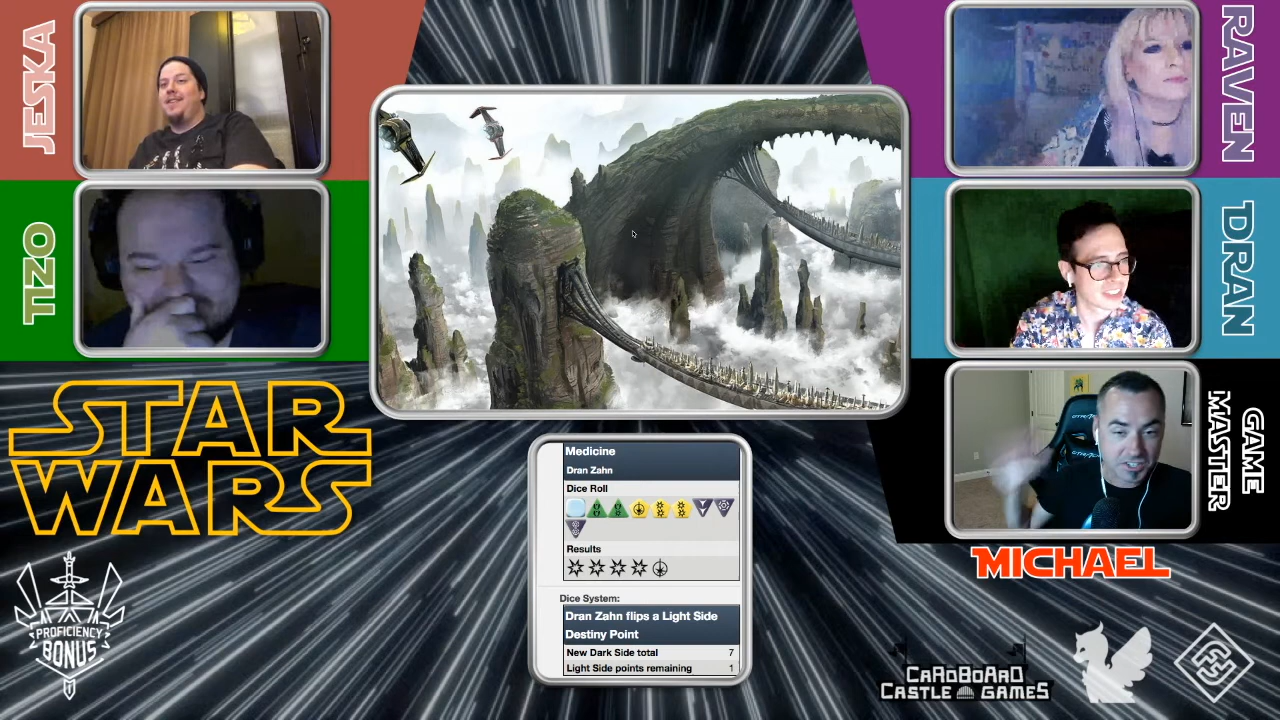 JESKA
TIZO
RAVEN
DRAN
GAME
MASTER
MICHAEL
STAR
WARS
PROFICIENCY
BONUS
Medicine
Dran Zahn
Dice Roll
Results
Dice System:
Dran Zahn flips a Light Side
Destiny Point
New Dark Side total 7
Light Side points remaining 1
CARDBOARD
CASTLE GAMES